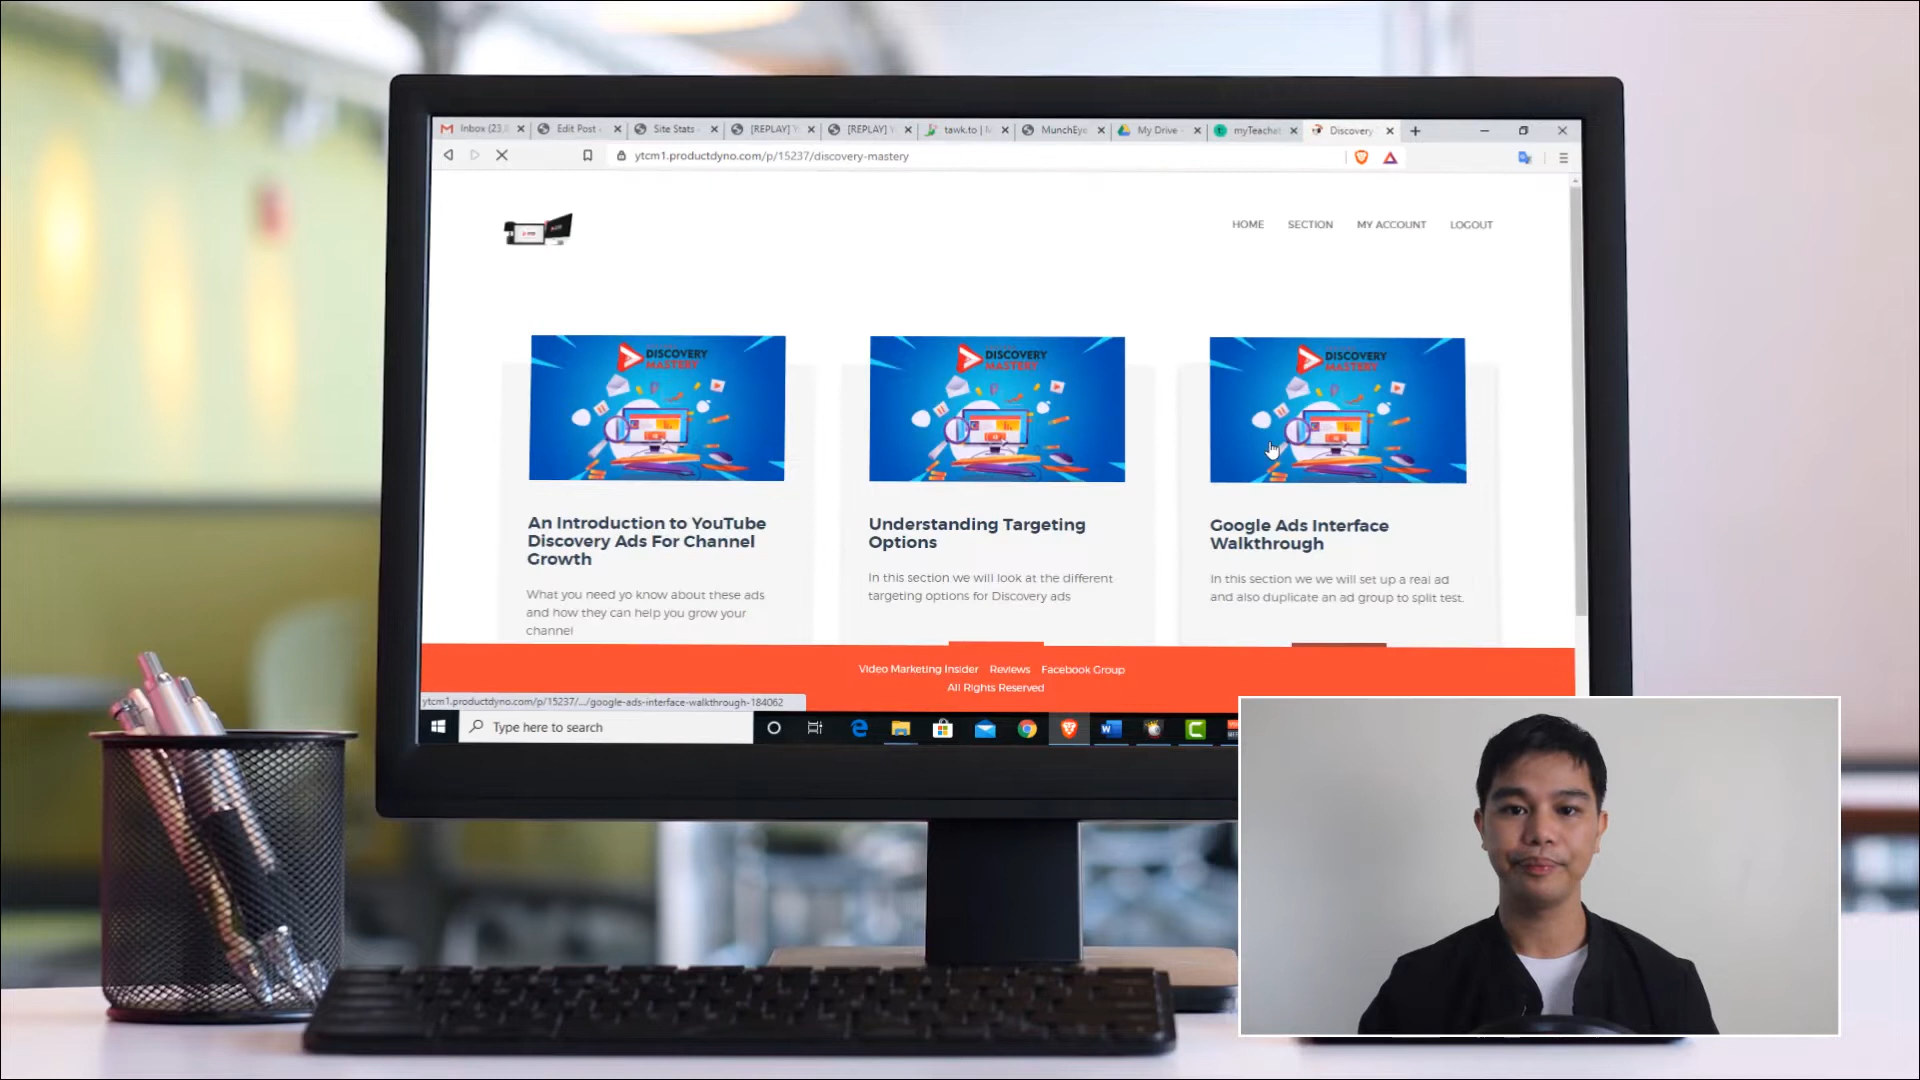 Inbox (23,
Edit Post -
Site Stats -
[REPLAY] Y
[REPLAY] Y
tawk.to |
MunchEye
My Drive -
myTeachab
Discovery
ytcm1.productdyno.com/p/15237/discovery-mastery
HOME SECTION MY ACCOUNT LOGOUT
DISCOVERY
MASTERY
DISCOVERY
MASTERY
DISCOVERY
MASTERY
An Introduction to YouTube
Discovery Ads For Channel
Growth
What you need yo know about these ads
and how they can help you grow your
channel
Understanding Targeting
Options
In this section we will look at the different
targeting options for Discovery ads
Google Ads Interface
Walkthrough
In this section we we will set up a real ad
and also duplicate an ad group to split test.
Video Marketing Insider Reviews Facebook Group
All Rights Reserved
ytcm1.productdyno.com/p/15237/.../google-ads-interface-walkthrough-184062
Type here to search